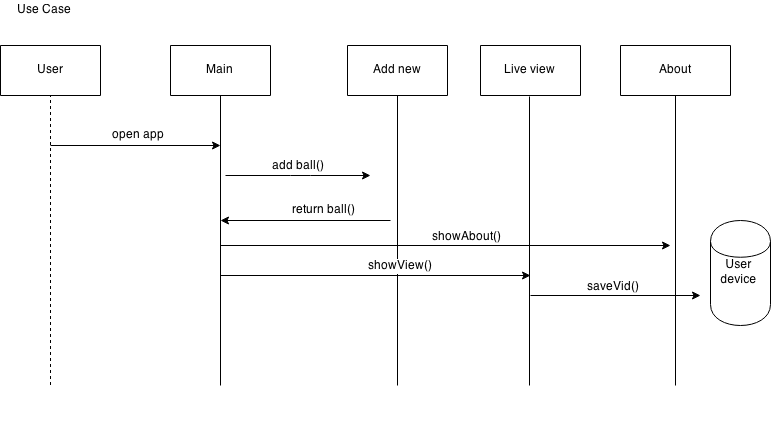 Use Case
User
Main
Add new
Live view
About
open app
add ball()
return ball()
showAbout()
showView()
User
device
saveVid()